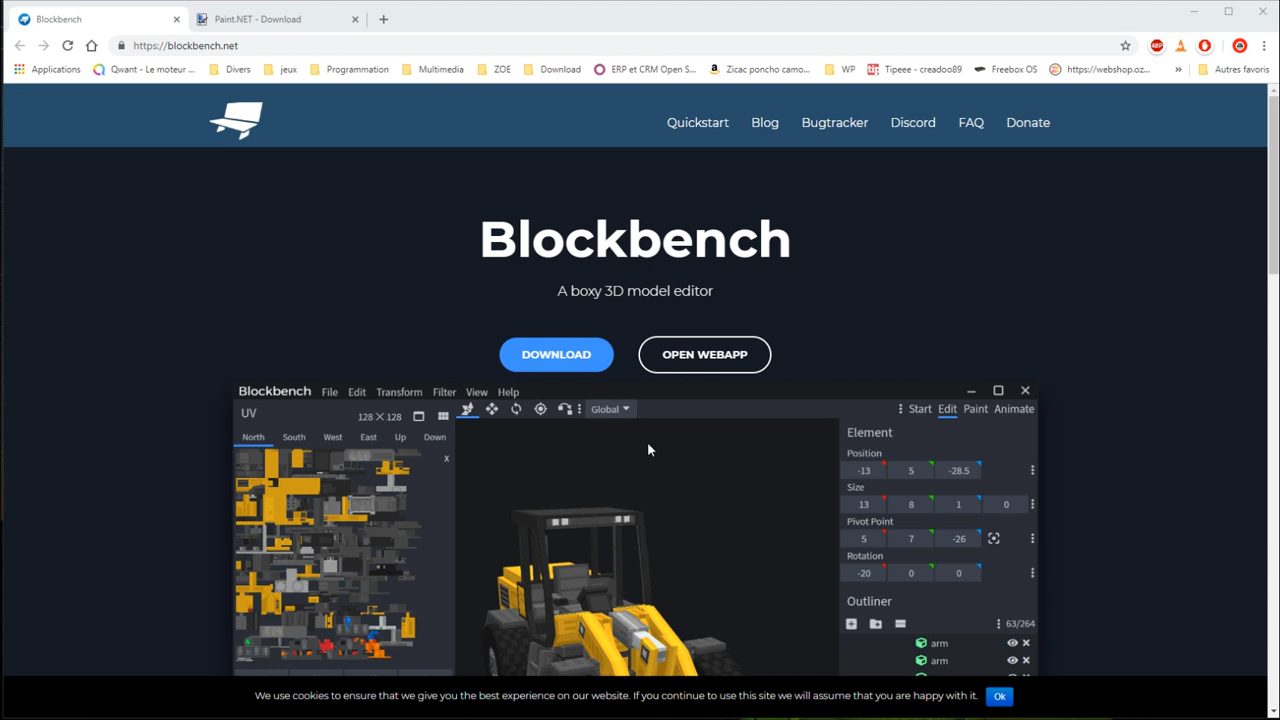 Blockbench
Paint.NET - Download
https://blockbench.net
Applications
Qwant - Le moteur ...
Divers
jeux
Programmation
Multimedia
ZOE
Download
ERP et CRM Open S...
Zicac poncho camo...
WP
Tipeee - creadoo89
Freebox OS
https://webshop.oz...
»
Autres favoris
ABP
Quickstart
Blog
Bugtracker
Discord
FAQ
Donate
Blockbench
A boxy 3D model editor
DOWNLOAD
OPEN WEBAPP
Blockbench File Edit Transform Filter View Help
UV
128 × 128
Global
Start Edit Paint Animate
North South West East Up Down
x
Element
Position
-13 5 -28.5
Size
13 8 1 0
Pivot Point
5 7 -26
Rotation
-20 0 0
Outliner
63/264
arm
arm
We use cookies to ensure that we give you the best experience on our website. If you continue to use this site we will assume that you are happy with it.
Ok